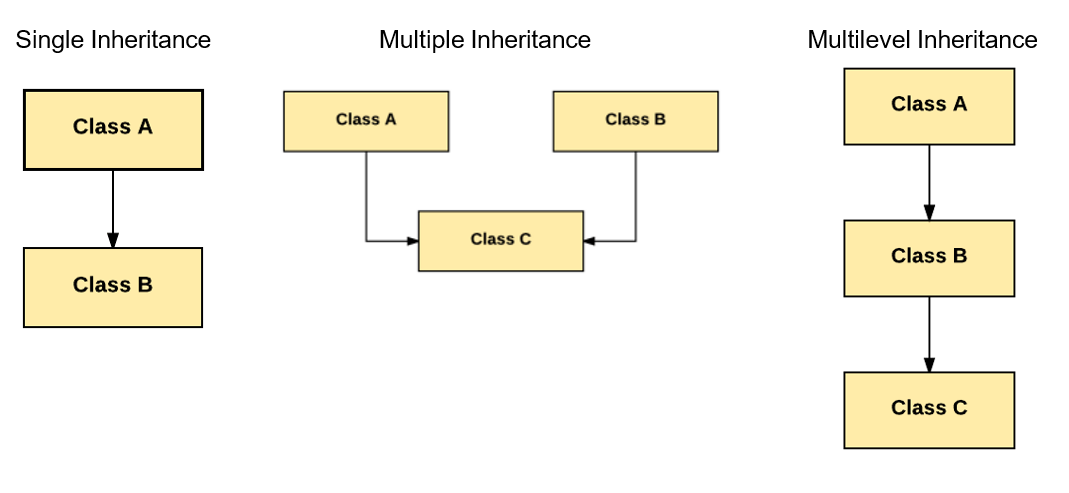 Single Inheritance
Class A
Class B
Multiple Inheritance
Class A
Class B
Class C
Multilevel Inheritance
Class A
Class B
Class C